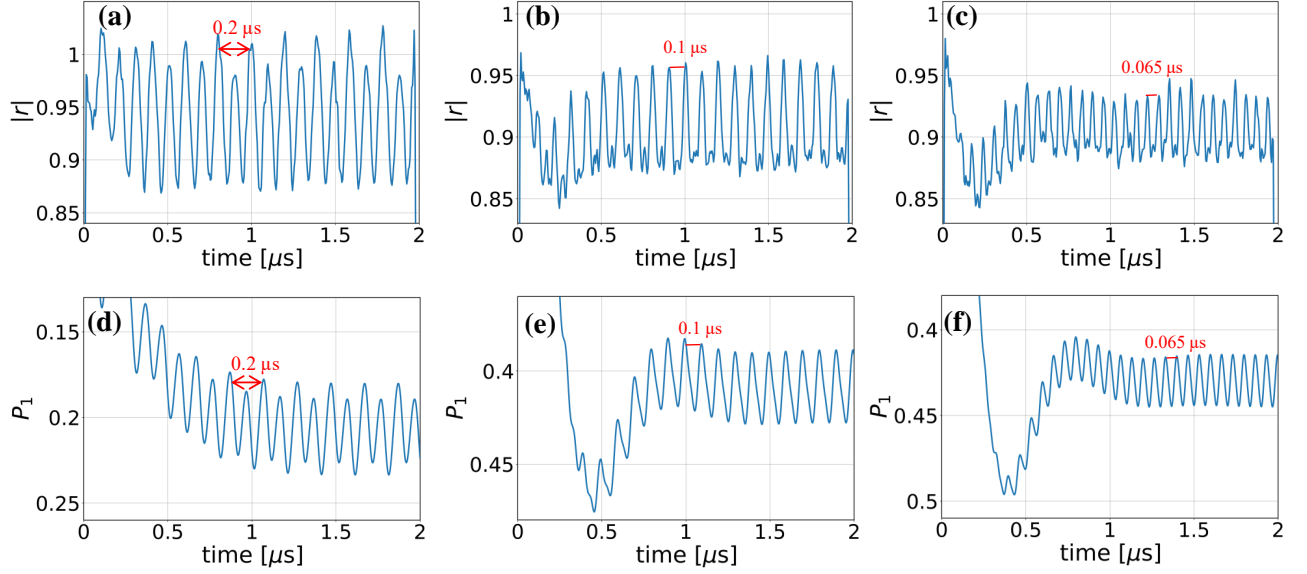 (a)
0.2 µs
1
0.95
0.9
0.85
|r|
0 0.5 1 1.5 2
time [μs]
(b)
0.1 µs
1
0.95
0.9
0.85
|r|
0 0.5 1 1.5 2
time [μs]
(c)
0.065 µs
1
0.95
0.9
0.85
|r|
0 0.5 1 1.5 2
time [μs]
(d)
0.2 µs
0.15
0.2
0.25
P₁
0 0.5 1 1.5 2
time [μs]
(e)
0.1 µs
0.4
0.45
P₁
0 0.5 1 1.5 2
time [μs]
(f)
0.065 µs
0.4
0.45
0.5
P₁
0 0.5 1 1.5 2
time [μs]